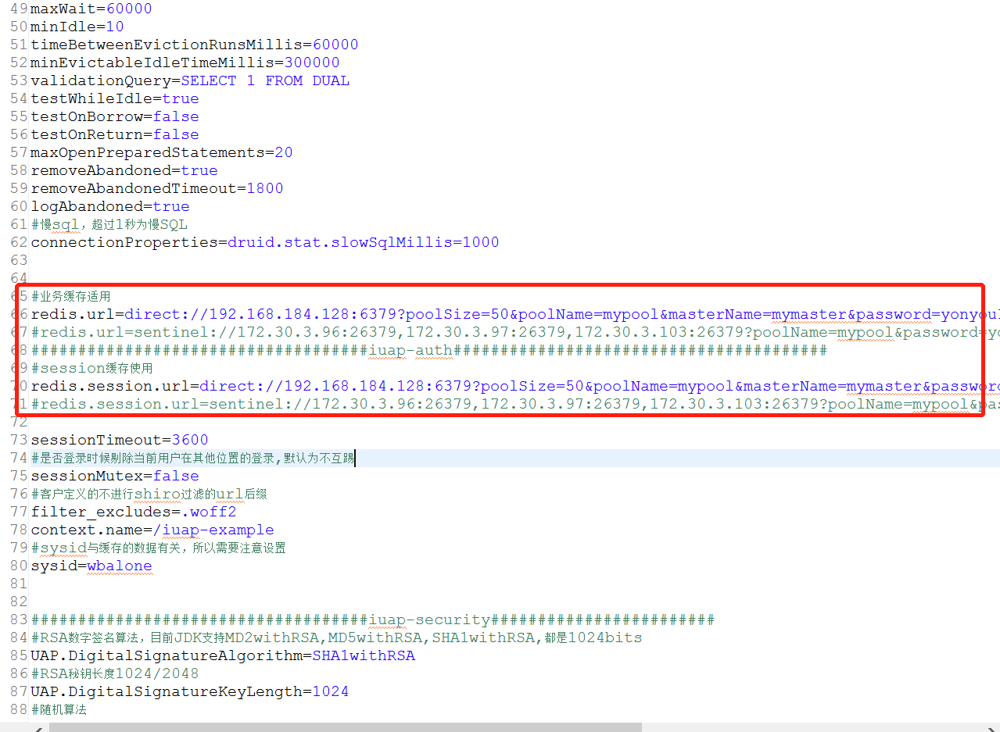 49 maxWait=60000
50 minIdle=10
51 timeBetweenEvictionRunsMillis=60000
52 minEvictableIdleTimeMillis=300000
53 validationQuery=SELECT 1 FROM DUAL
54 testWhileIdle=true
55 testOnBorrow=false
56 testOnReturn=false
57 maxOpenPreparedStatements=20
58 removeAbandoned=true
59 removeAbandonedTimeout=1800
60 logAbandoned=true
61 #慢sql，超过1秒为慢SQL
62 connectionProperties=druid.stat.slowSqlMillis=1000
63
64
65 #业务缓存适用
66 redis.url=direct://192.168.184.128:6379?poolSize=50&poolName=mypool&masterName=mymaster&password=yonyou
67 #redis.url=sentinel://172.30.3.96:26379,172.30.3.97:26379,172.30.3.103:26379?poolName=mypool&password=yo
68 ####################################iuap-auth########################################
69 #session缓存使用
70 redis.session.url=direct://192.168.184.128:6379?poolSize=50&poolName=mypool&masterName=mymaster&password
71 #redis.session.url=sentinel://172.30.3.96:26379,172.30.3.97:26379,172.30.3.103:26379?poolName=mypool&pas
72
73 sessionTimeout=3600
74 #是否登录时候剔除当前用户在其他位置的登录,默认为不互踢
75 sessionMutex=false
76 #客户定义的不进行shiro过滤的url后缀
77 filter_excludes=.woff2
78 context.name=/iuap-example
79 #sysid与缓存的数据有关，所以需要注意设置
80 sysid=wbalone
81
82
83 ####################################iuap-security########################
84 #RSA数字签名算法，目前JDK支持MD2withRSA,MD5withRSA,SHA1withRSA,都是1024bits
85 UAP.DigitalSignatureAlgorithm=SHA1withRSA
86 #RSA秘钥长度1024/2048
87 UAP.DigitalSignatureKeyLength=1024
88 #随机算法